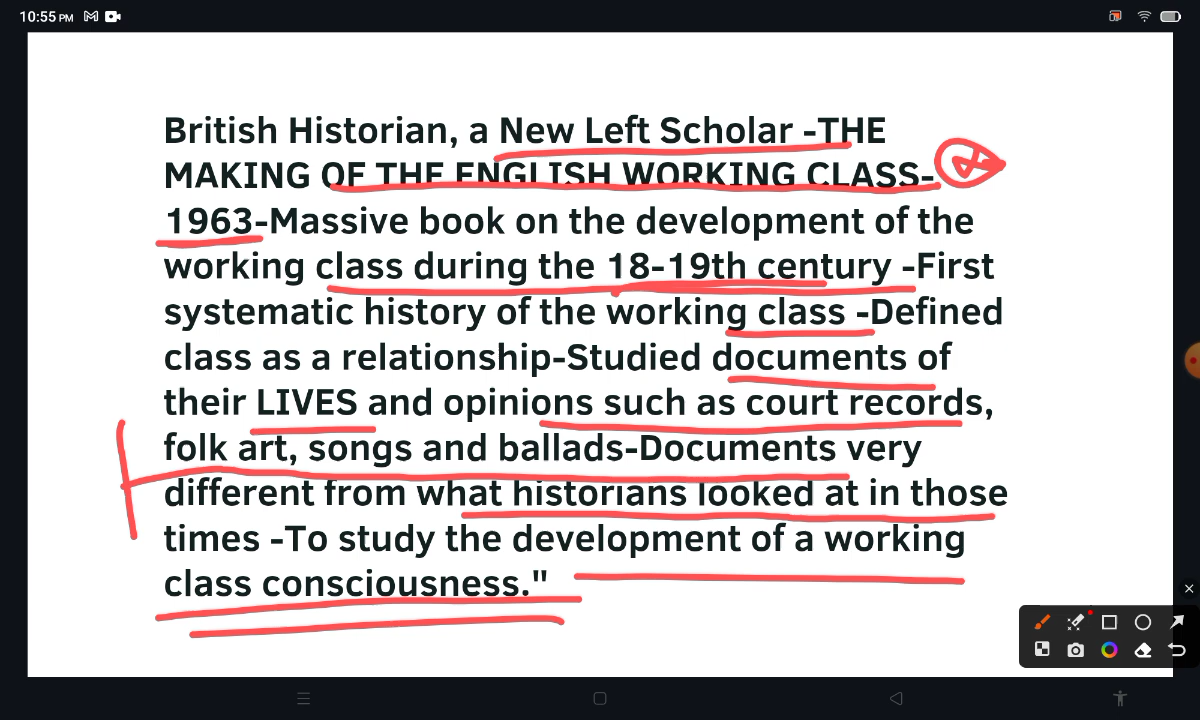 10:55 PM
British Historian, a New Left Scholar -THE
MAKING OF THE ENGLISH WORKING CLASS-
1963-Massive book on the development of the
working class during the 18-19th century -First
systematic history of the working class -Defined
class as a relationship-Studied documents of
their LIVES and opinions such as court records,
folk art, songs and ballads-Documents very
different from what historians looked at in those
times -To study the development of a working
class consciousness."